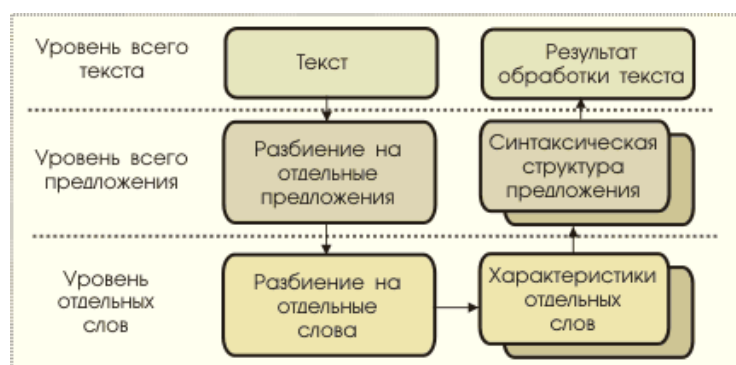 Уровень всего
текста
Текст
Результат
обработки текста
Уровень всего
предложения
Разбиение на
отдельные
предложения
Синтаксическая
структура
предложения
Уровень
отдельных
слов
Разбиение на
отдельные
слова
Характеристики
отдельных
слов